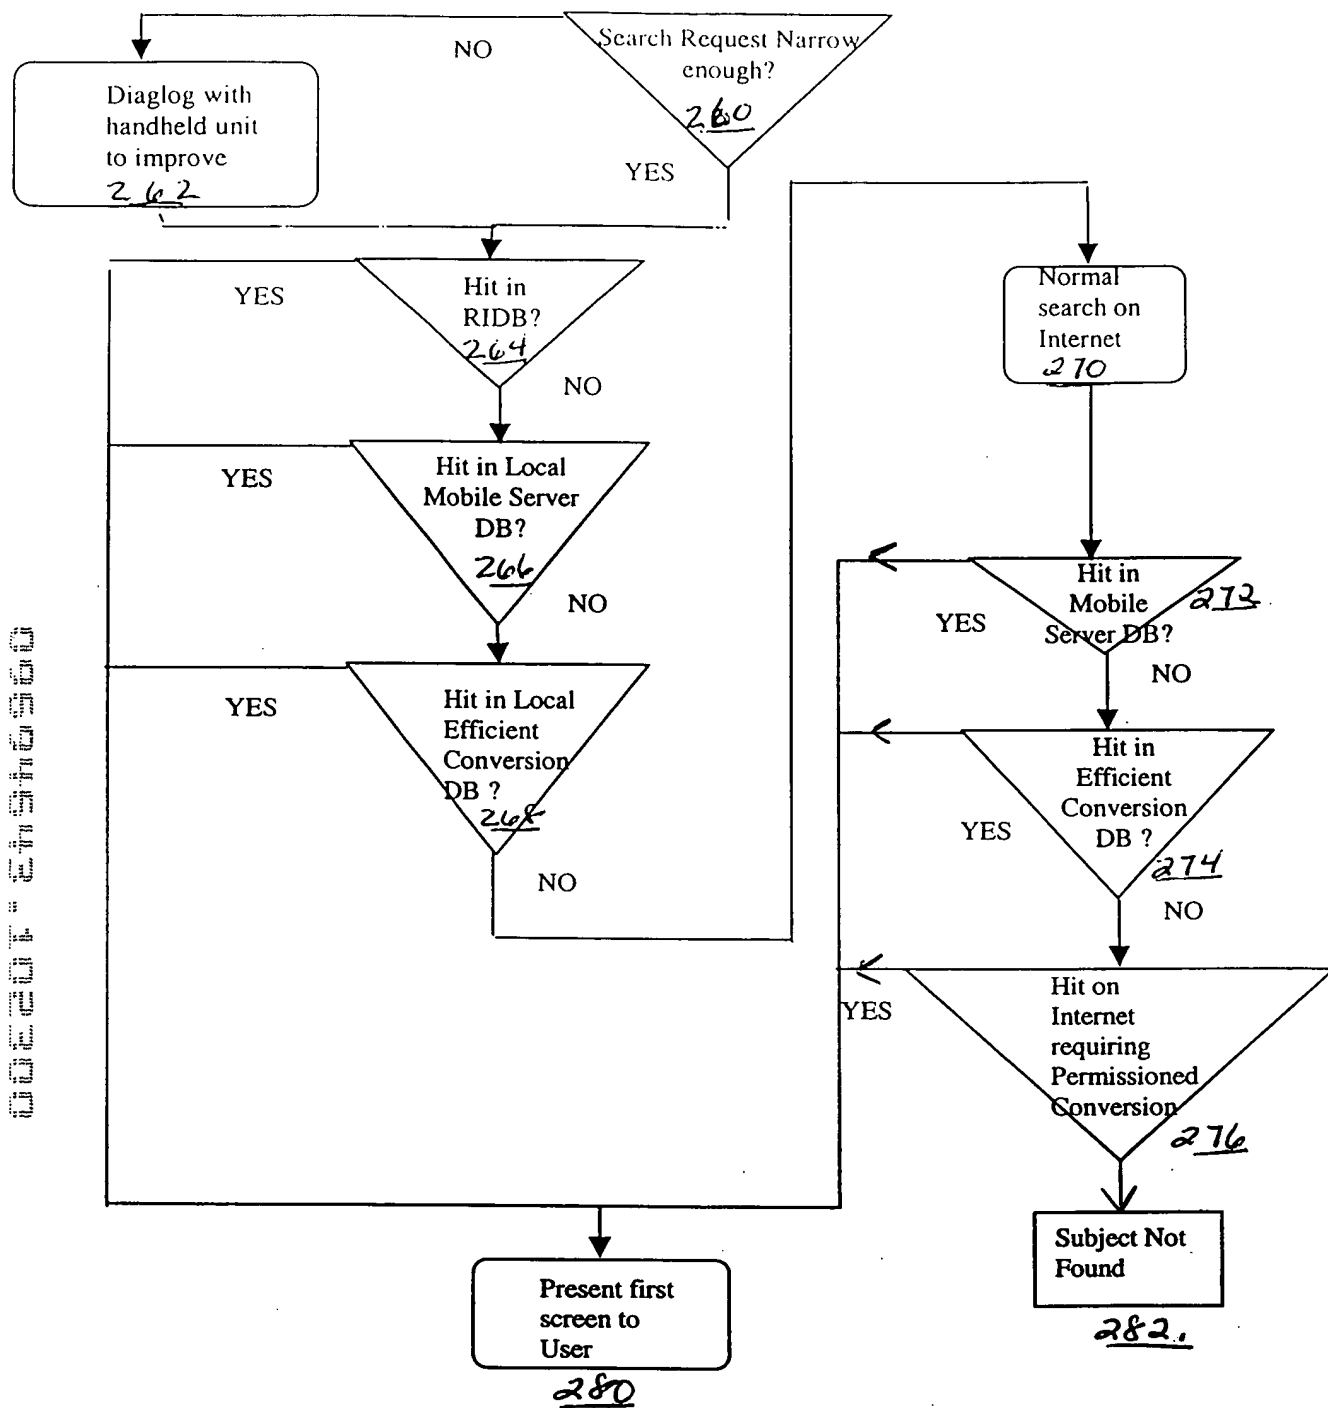 NO
Search Request Narrow
enough?
260
YES
Diaglog with
handheld unit
to improve
262
YES
Hit in
RIDB?
264
NO
YES
Hit in Local
Mobile Server
DB?
266
NO
YES
Hit in Local
Efficient
Conversion
DB ?
268
NO
Normal
search on
Internet
270
Hit in
Mobile
Server DB?
272
YES
NO
Hit in
Efficient
Conversion
DB ?
274
YES
NO
Hit on
Internet
requiring
Permissioned
Conversion
276
YES
Subject Not
Found
282.
Present first
screen to
User
280
09594543.102300